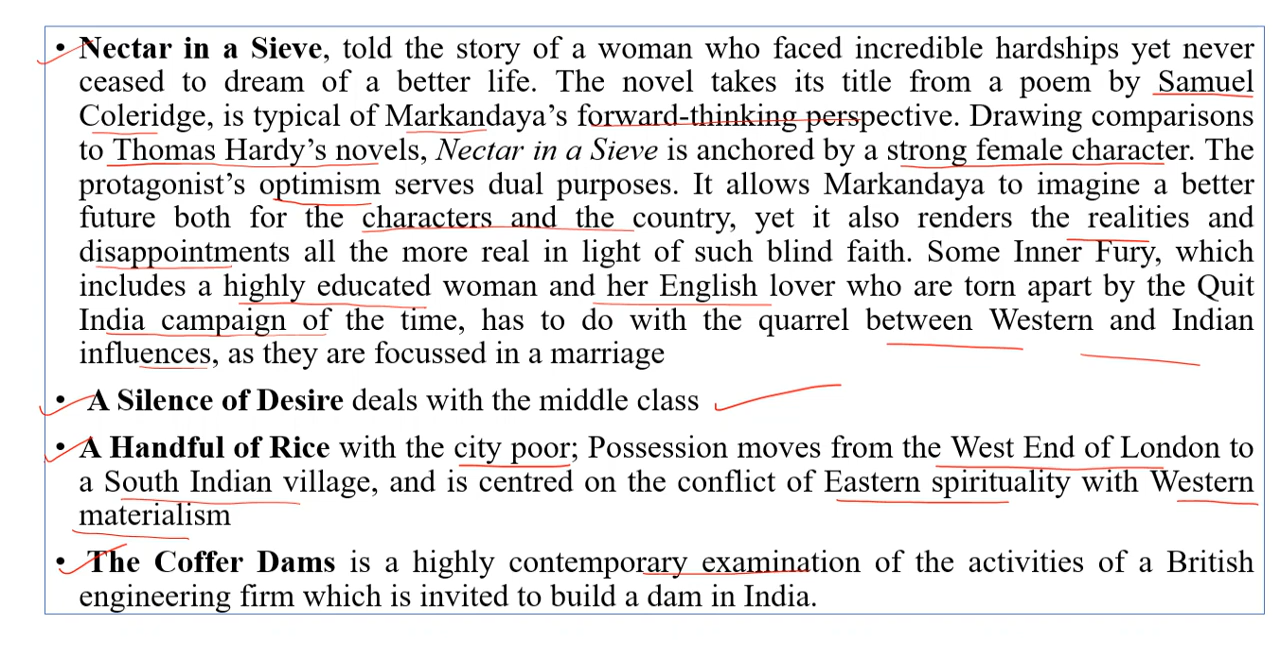 • Nectar in a Sieve, told the story of a woman who faced incredible hardships yet never
ceased to dream of a better life. The novel takes its title from a poem by Samuel
Coleridge, is typical of Markandaya's forward-thinking perspective. Drawing comparisons
to Thomas Hardy's novels, Nectar in a Sieve is anchored by a strong female character. The
protagonist's optimism serves dual purposes. It allows Markandaya to imagine a better
future both for the characters and the country, yet it also renders the realities and
disappointments all the more real in light of such blind faith. Some Inner Fury, which
includes a highly educated woman and her English lover who are torn apart by the Quit
India campaign of the time, has to do with the quarrel between Western and Indian
influences, as they are focussed in a marriage
• A Silence of Desire deals with the middle class
• A Handful of Rice with the city poor; Possession moves from the West End of London to
a South Indian village, and is centred on the conflict of Eastern spirituality with Western
materialism
• The Coffer Dams is a highly contemporary examination of the activities of a British
engineering firm which is invited to build a dam in India.